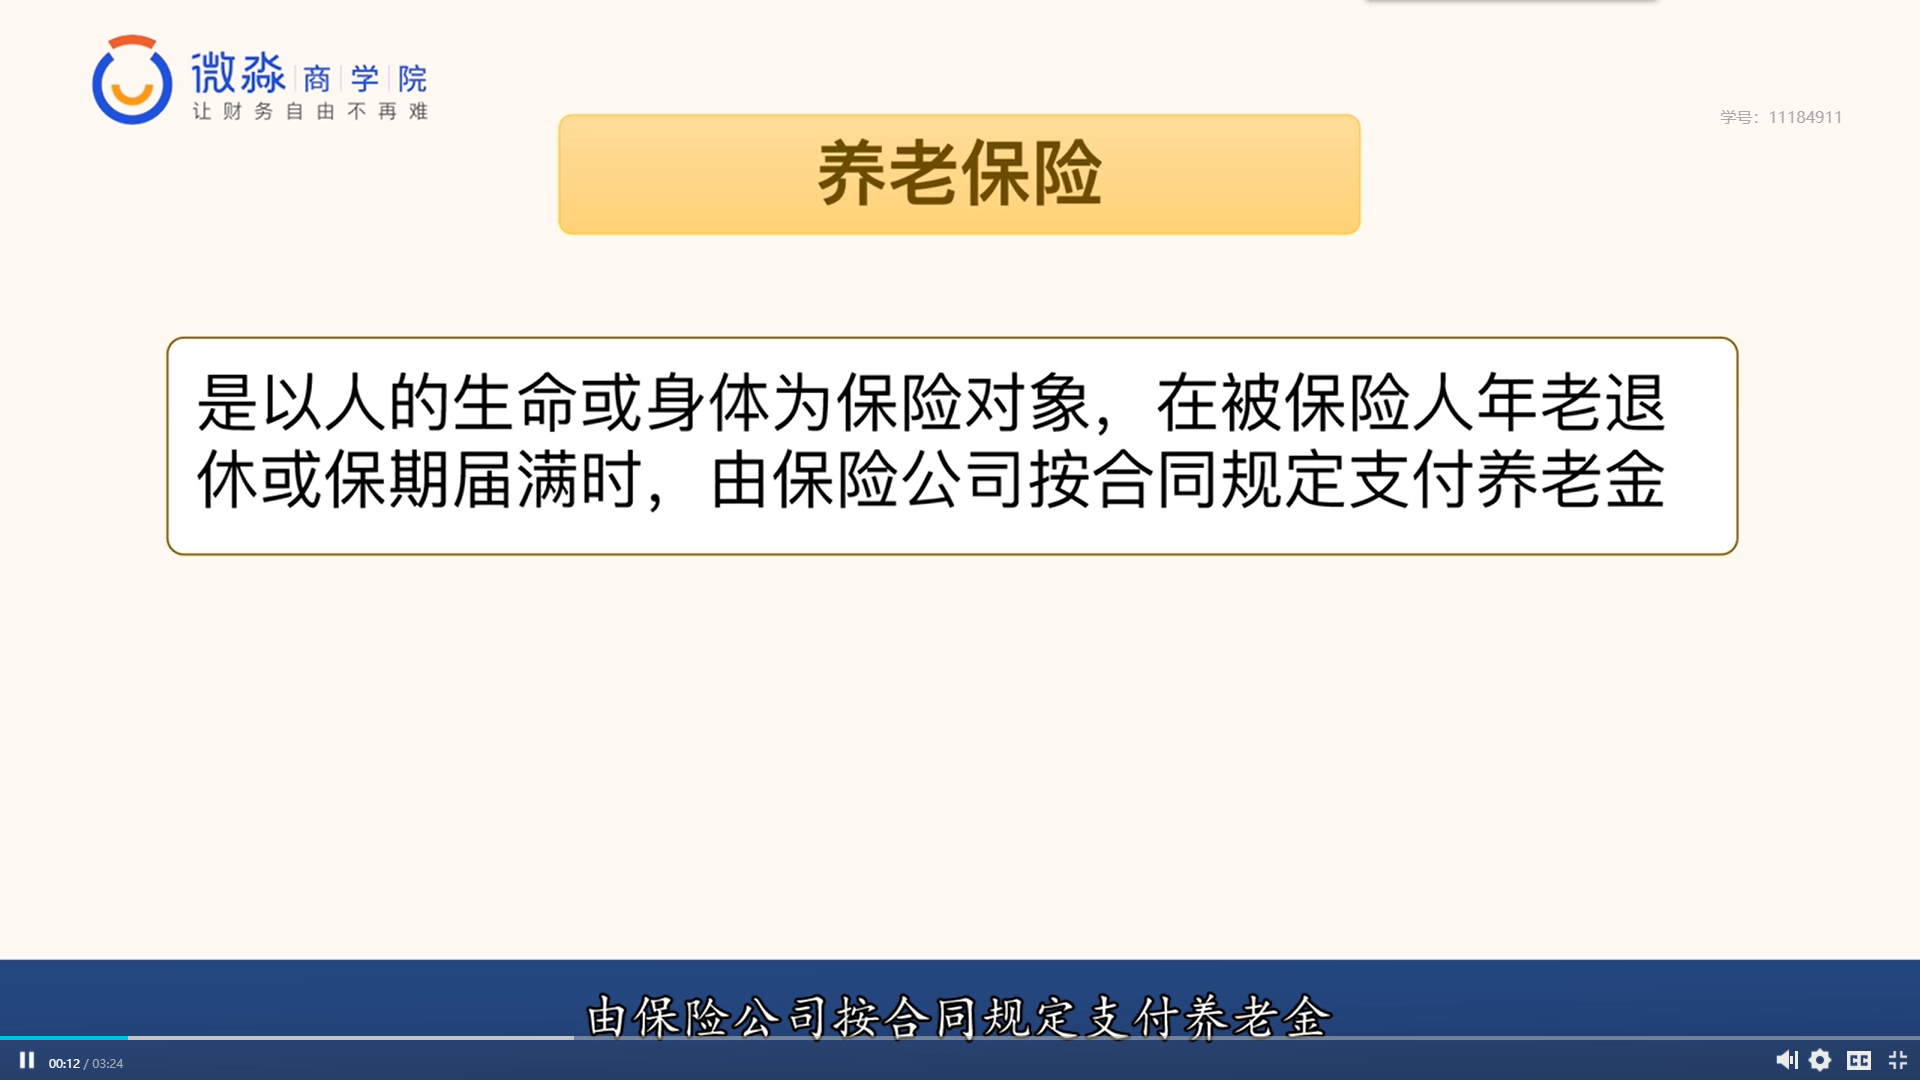 微淼商学院
让财务自由不再难
学号：11184911
养老保险
是以人的生命或身体为保险对象，在被保险人年老退
休或保期届满时，由保险公司按合同规定支付养老金
由保险公司按合同规定支付养老金
00:12 / 03:24
CC